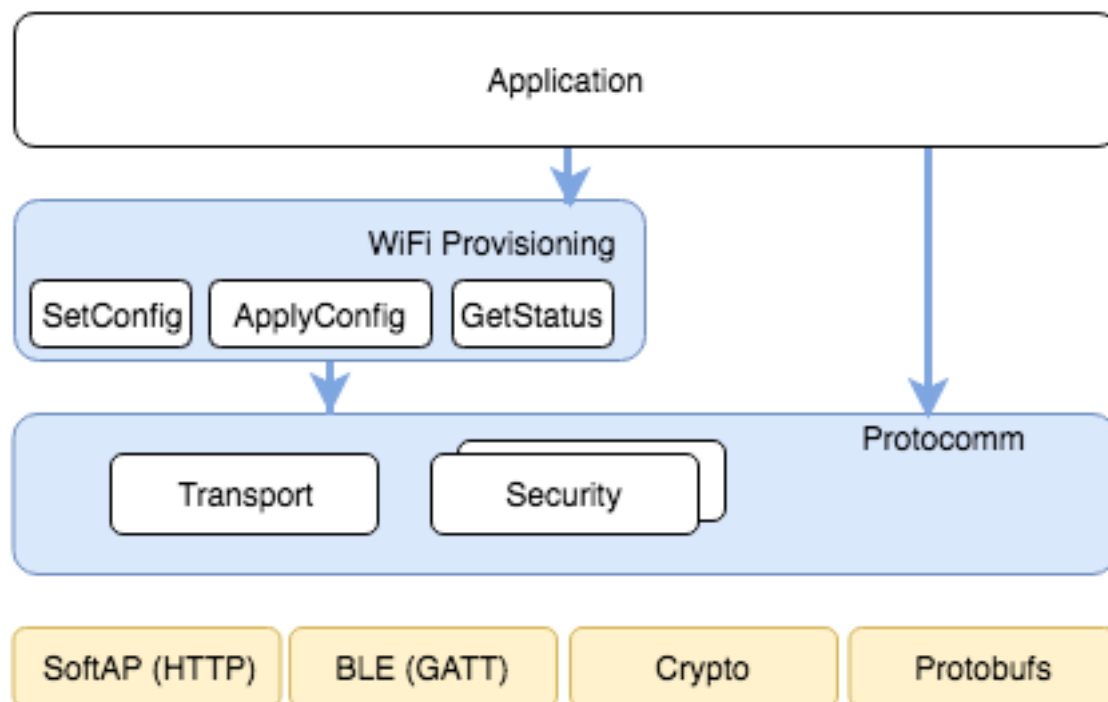 Application
WiFi Provisioning
SetConfig
ApplyConfig
GetStatus
Protocomm
Transport
Security
SoftAP (HTTP)
BLE (GATT)
Crypto
Protobufs